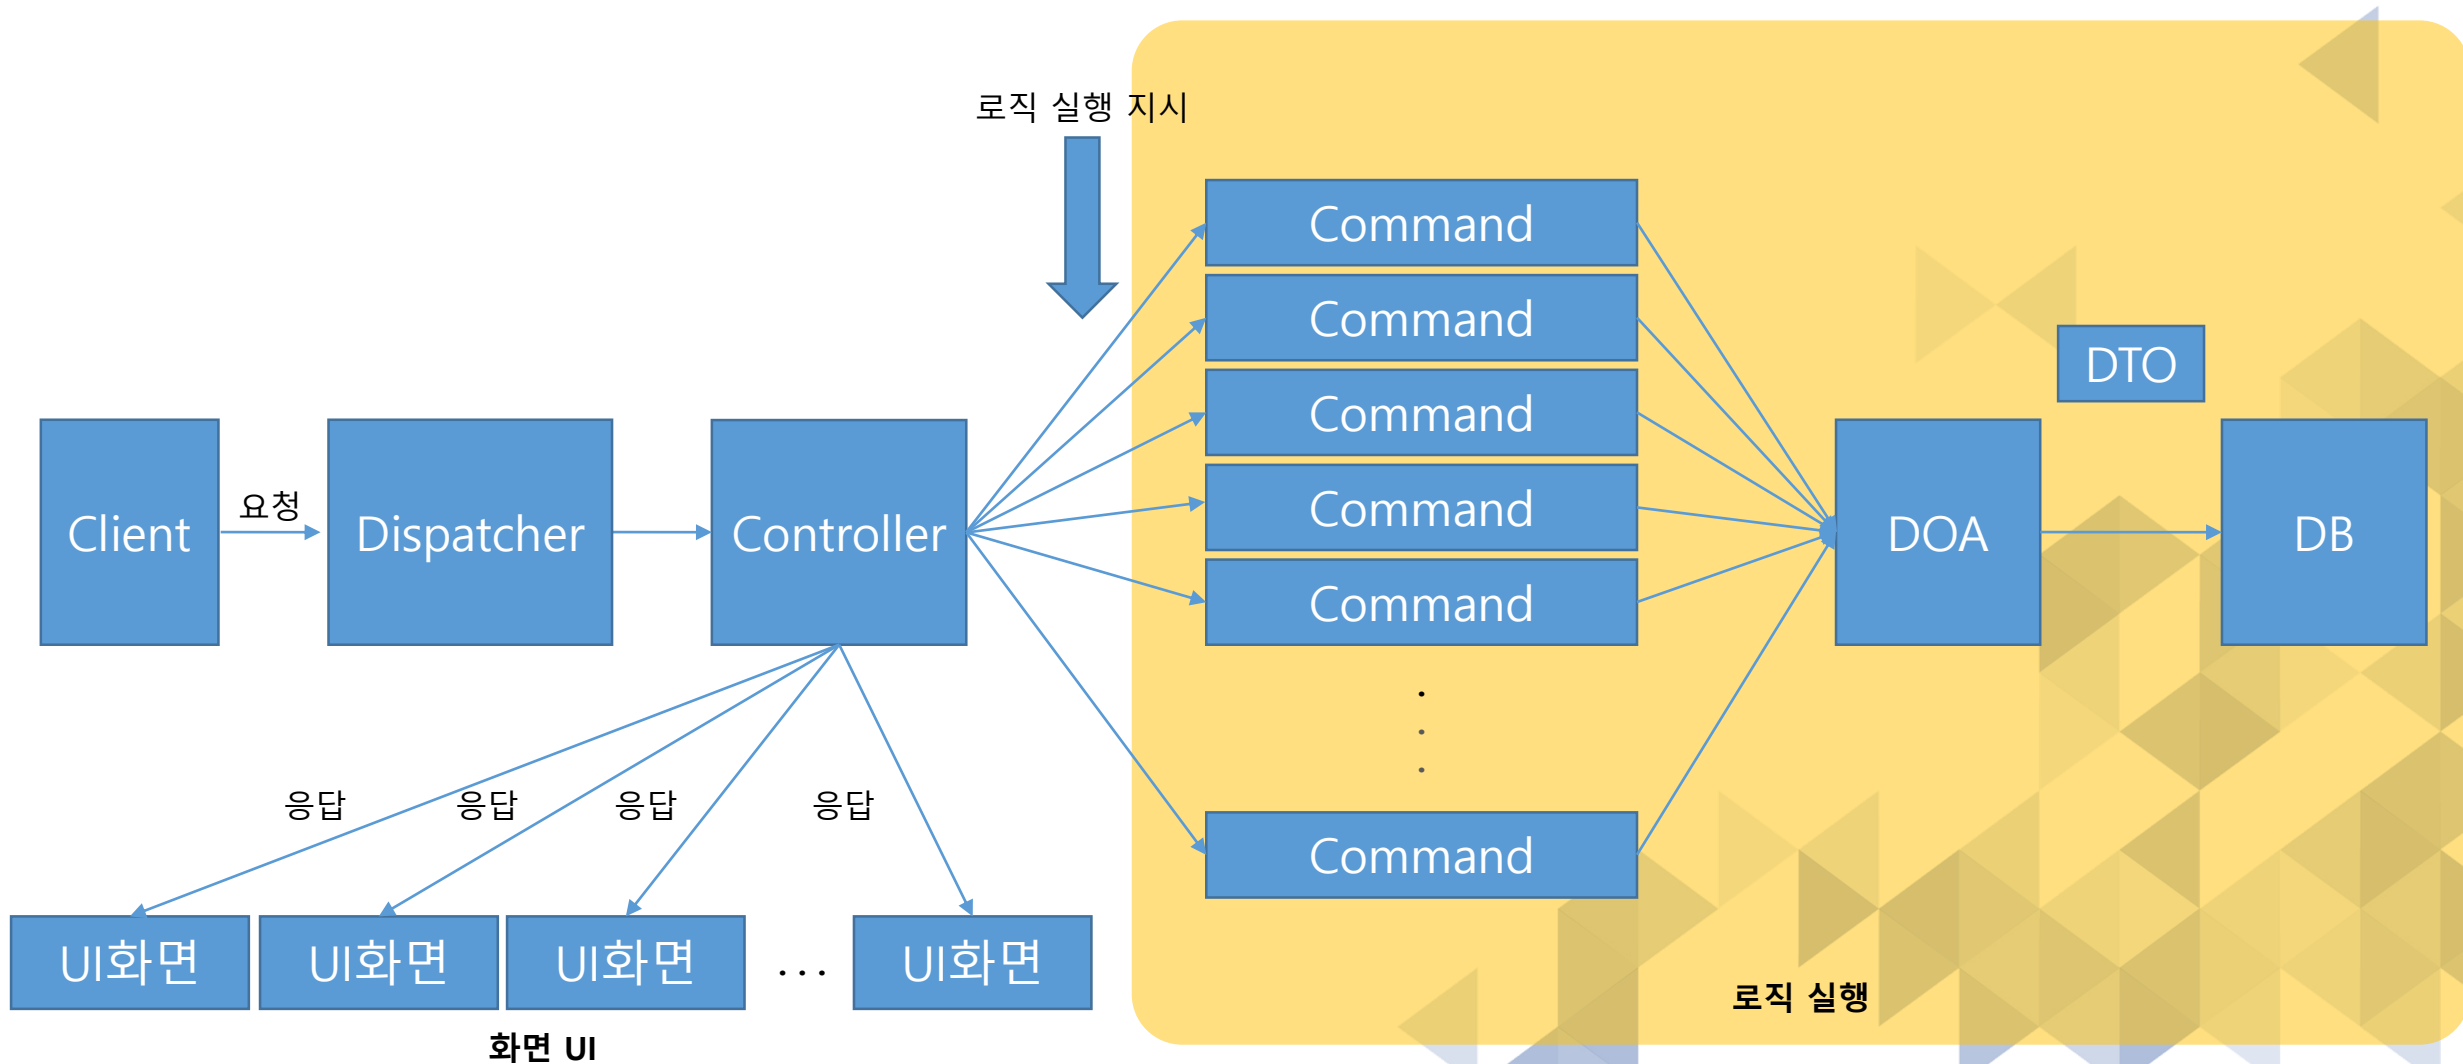 로직 실행 지시
Command
Command
Command
Command
Command
.
.
.
Command
DTO
Client
요청
Dispatcher
Controller
DOA
DB
응답
응답
응답
응답
UI화면
UI화면
UI화면
...
UI화면
로직 실행
화면 UI